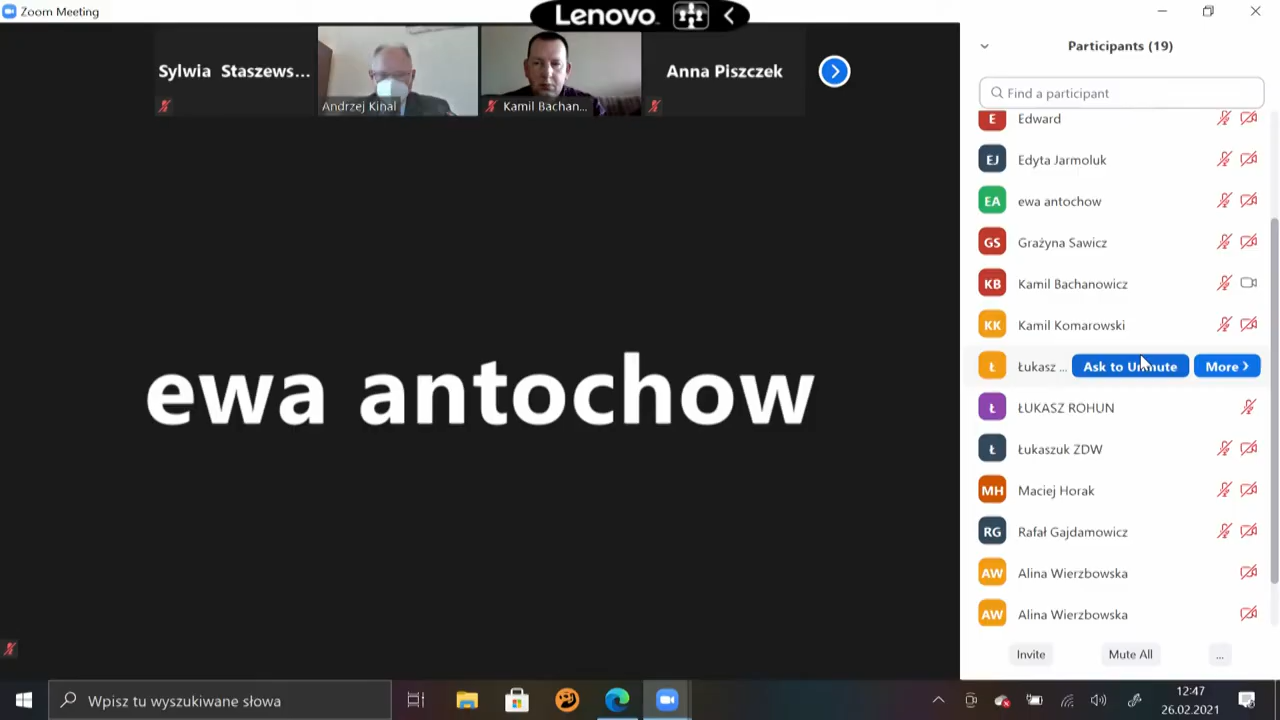 Zoom Meeting
Lenovo
Sylwia Staszews...
Andrzej Kinal
Kamil Bachan...
Anna Piszczek
ewa antochow
Participants (19)
Find a participant
E Edward
EJ Edyta Jarmoluk
EA ewa antochow
GS Grażyna Sawicz
KB Kamil Bachanowicz
KK Kamil Komarowski
Ł Łukasz ... Ask to Unmute More
Ł ŁUKASZ ROHUN
Ł Łukaszuk ZDW
MH Maciej Horak
RG Rafał Gajdamowicz
AW Alina Wierzbowska
AW Alina Wierzbowska
Invite Mute All ...
Wpisz tu wyszukiwane słowa
12:47
26.02.2021